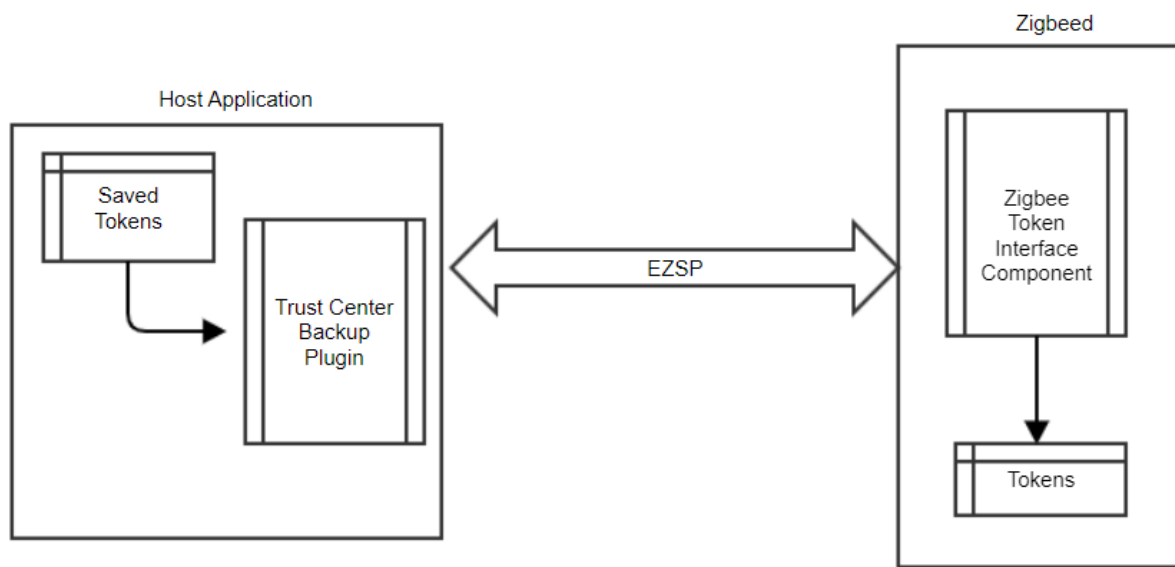 Zigbeed
Host Application
Saved
Tokens
Trust Center
Backup
Plugin
EZSP
Zigbee
Token
Interface
Component
Tokens